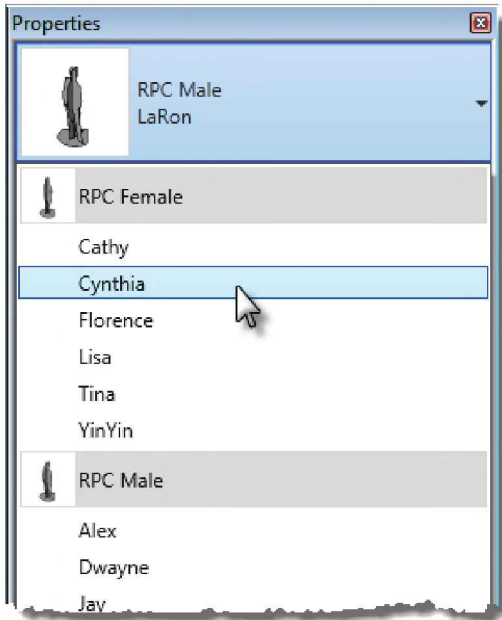 Properties
RPC Male
LaRon
RPC Female
Cathy
Cynthia
Florence
Lisa
Tina
YinYin
RPC Male
Alex
Dwayne
Jay